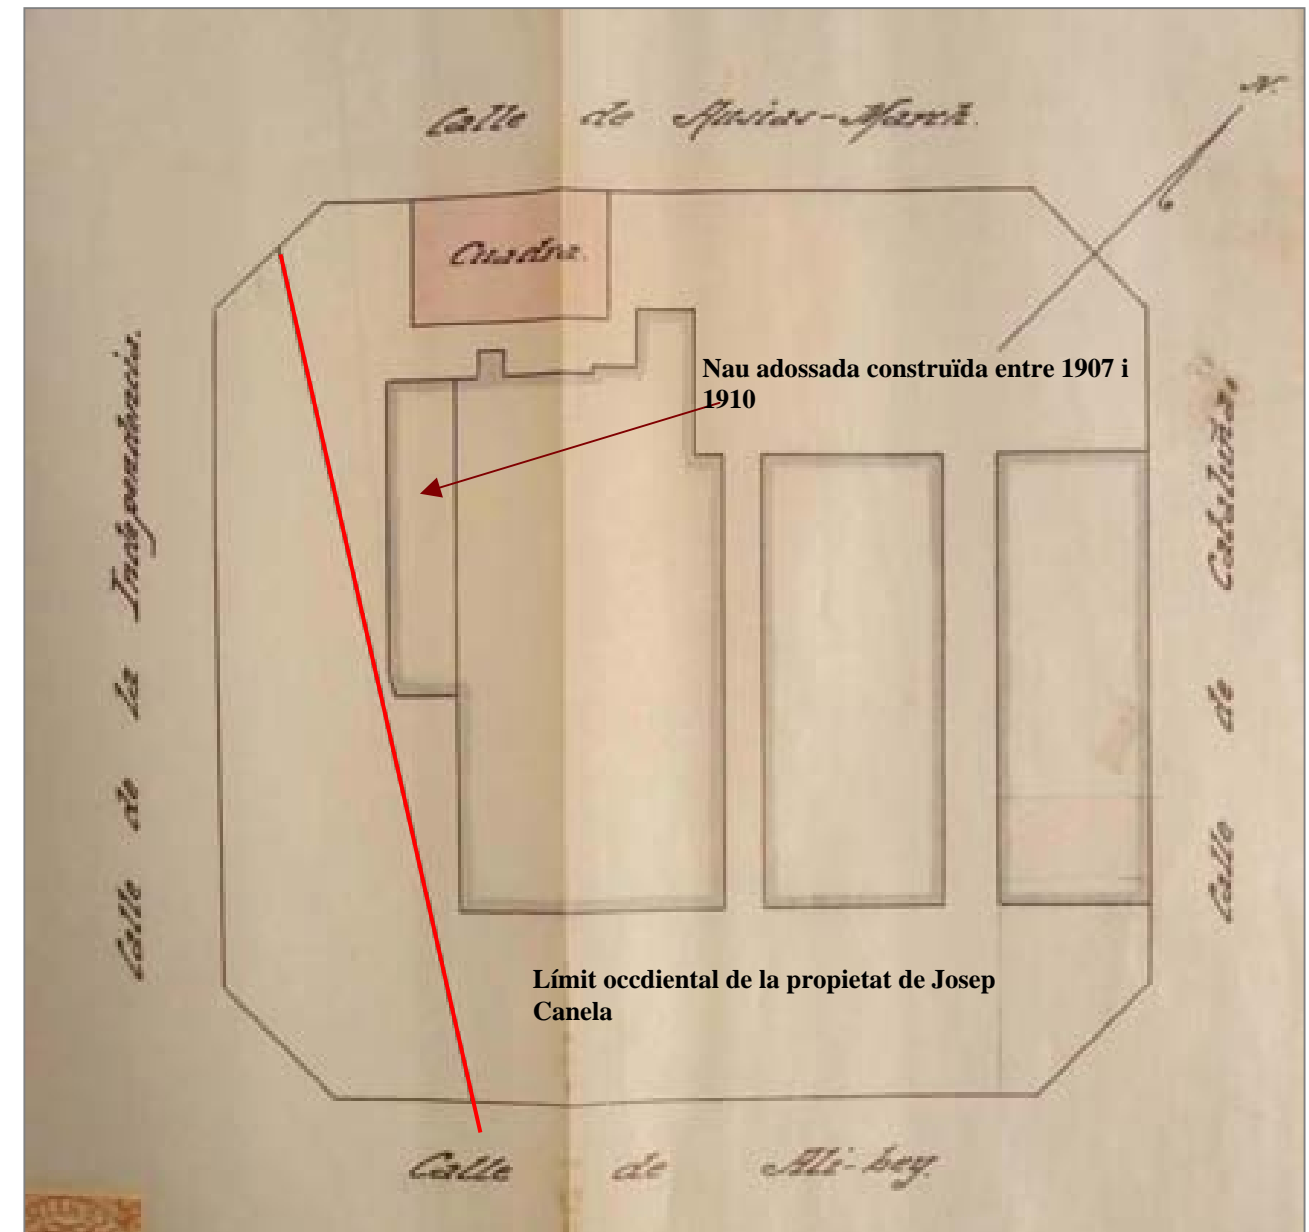 Calle de Ausias-March.
N.
Cuadra.
Nau adossada construïda entre 1907 i
1910
Calle de la Independencia.
Calle de Cataluña.
Límit occdiental de la propietat de Josep
Canela
Calle de Ali-bey.